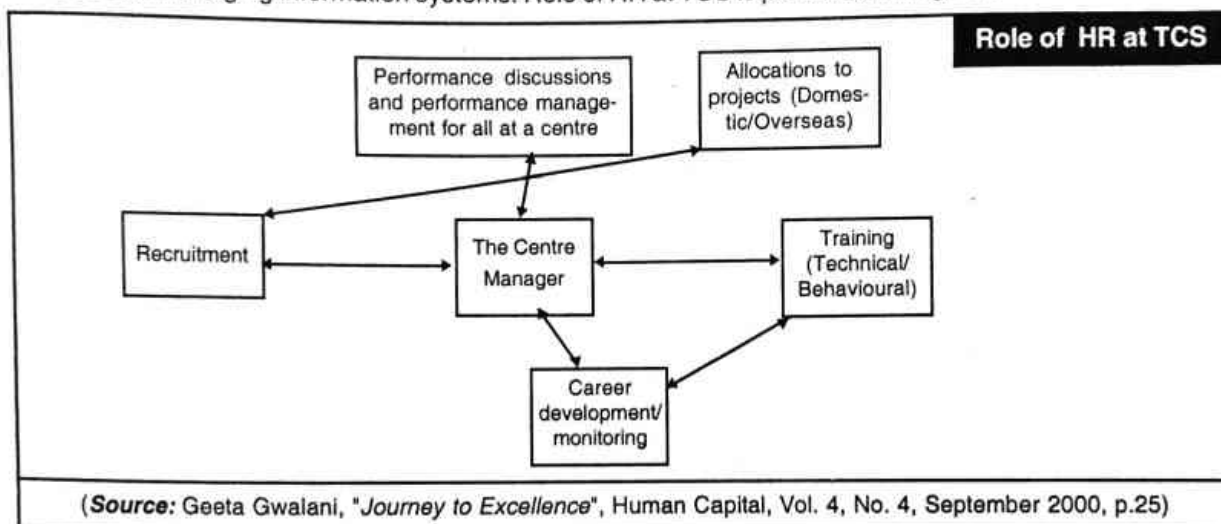 Role of HR at TCS
Performance discussions
and performance manage-
ment for all at a centre
Allocations to
projects (Domes-
tic/Overseas)
Recruitment
The Centre
Manager
Training
(Technical/
Behavioural)
Career
development/
monitoring
(Source: Geeta Gwalani, "Journey to Excellence", Human Capital, Vol. 4, No. 4, September 2000, p.25)